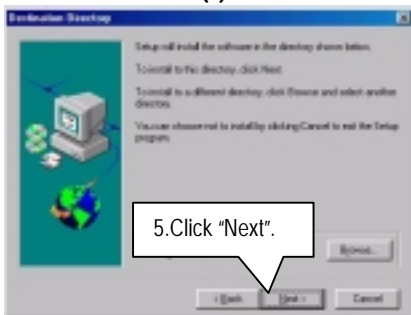 Destination Directory
Setup will install the software in the directory shown below.
To install to this directory, click Next.
To install to a different directory, click Browse and select another
directory.
You can choose not to install by clicking Cancel to exit the Setup
program.
5.Click “Next”.
Browse...
< Back
Next >
Cancel